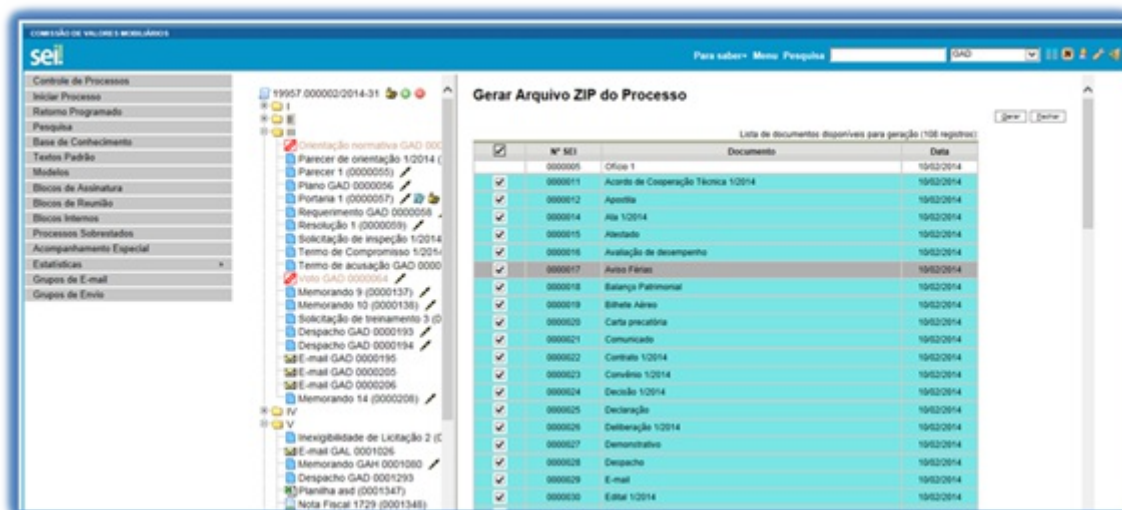 COMISSÃO DE VALORES MOBILIÁRIOS
sei!
Para saber+ Menu Pesquisa
GAD
Controle de Processos
Iniciar Processo
Retorno Programado
Pesquisa
Base de Conhecimento
Textos Padrão
Modelos
Blocos de Assinatura
Blocos de Reunião
Blocos Internos
Processos Sobrestados
Acompanhamento Especial
Estatísticas
Grupos de E-mail
Grupos de Envio
19957.000002/2014-31
I
II
III
Orientação normativa GAD 000
Parecer de orientação 1/2014 (
Parecer 1 (0000055)
Plano GAD 0000056
Portaria 1 (0000057)
Requerimento GAD 0000058
Resolução 1 (0000059)
Solicitação de inspeção 1/2014
Termo de Compromisso 1/2014
Termo de acusação GAD 0000
Voto GAD 0000064
Memorando 9 (0000137)
Memorando 10 (0000138)
Solicitação de treinamento 3 (0
Despacho GAD 0000193
Despacho GAD 0000194
E-mail GAD 0000195
E-mail GAD 0000205
E-mail GAD 0000206
Memorando 14 (0000208)
IV
V
Inexigibilidade de Licitação 2 (0
E-mail GAL 0001026
Memorando GAH 0001080
Despacho GAD 0001293
Planilha asd (0001347)
Nota Fiscal 1729 (0001348)
Gerar Arquivo ZIP do Processo
Gerar Fechar
Lista de documentos disponíveis para geração (108 registros):
Nº SEI Documento Data
0000005 Ofício 1 10/02/2014
0000011 Acordo de Cooperação Técnica 1/2014 10/02/2014
0000012 Apostila 10/02/2014
0000014 Ata 1/2014 10/02/2014
0000015 Atestado 10/02/2014
0000016 Avaliação de desempenho 10/02/2014
0000017 Aviso Férias 10/02/2014
0000018 Balanço Patrimonial 10/02/2014
0000019 Bilhete Aéreo 10/02/2014
0000020 Carta precatória 10/02/2014
0000021 Comunicado 10/02/2014
0000022 Contrato 1/2014 10/02/2014
0000023 Convênio 1/2014 10/02/2014
0000024 Decisão 1/2014 10/02/2014
0000025 Declaração 10/02/2014
0000026 Deliberação 1/2014 10/02/2014
0000027 Demonstrativo 10/02/2014
0000028 Despacho 10/02/2014
0000029 E-mail 10/02/2014
0000030 Edital 1/2014 10/02/2014